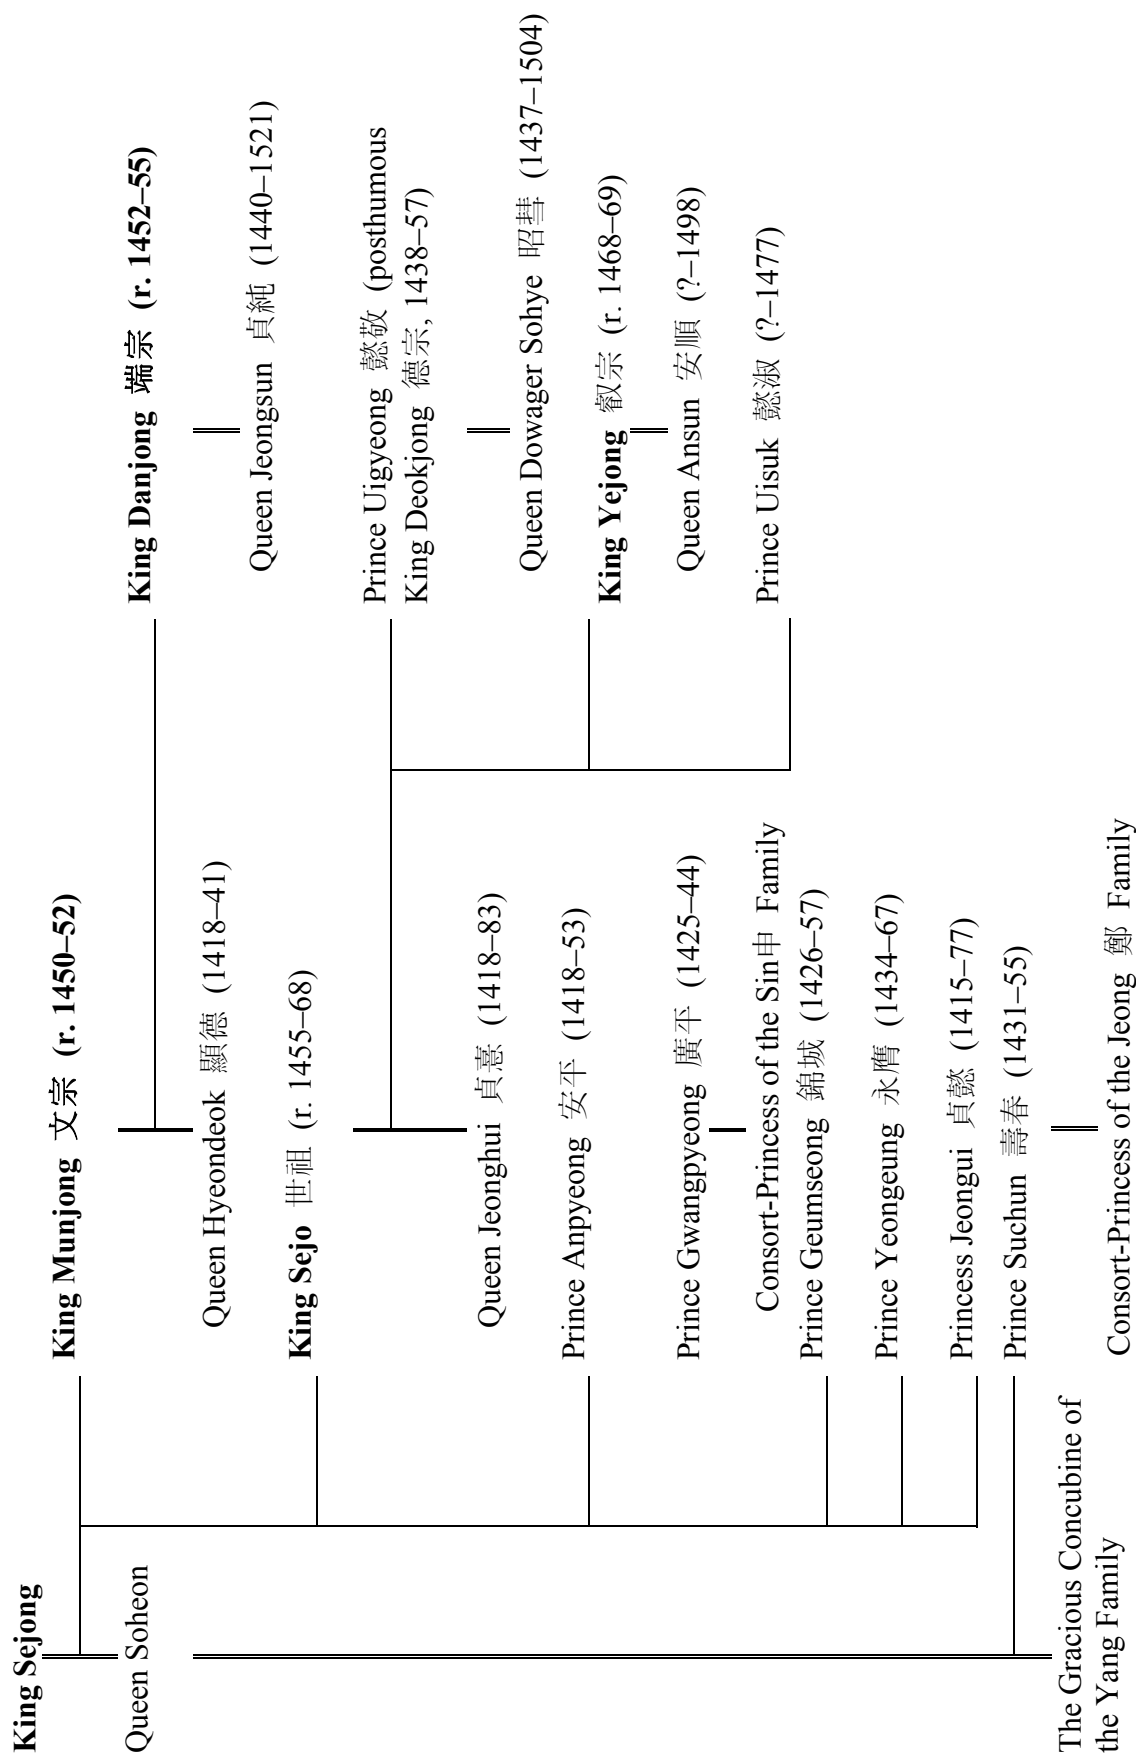 King Sejong
Queen Soheon
The Gracious Concubine of
the Yang Family
King Munjong 文宗 (r. 1450–52)
Queen Hyeondeok 顯德 (1418–41)
King Sejo 世祖 (r. 1455–68)
Queen Jeonghui 貞憙 (1418–83)
Prince Anpyeong 安平 (1418–53)
Prince Gwangpyeong 廣平 (1425–44)
Consort-Princess of the Sin申 Family
Prince Geumseong 錦城 (1426–57)
Prince Yeongeung 永膺 (1434–67)
Princess Jeongui 貞懿 (1415–77)
Prince Suchun 壽春 (1431–55)
Consort-Princess of the Jeong 鄭 Family
King Danjong 端宗 (r. 1452–55)
Queen Jeongsun 貞純 (1440–1521)
Prince Uigyeong 懿敬 (posthumous
King Deokjong 德宗, 1438–57)
Queen Dowager Sohye 昭彗 (1437–1504)
King Yejong 睿宗 (r. 1468–69)
Queen Ansun 安順 (?–1498)
Prince Uisuk 懿淑 (?–1477)